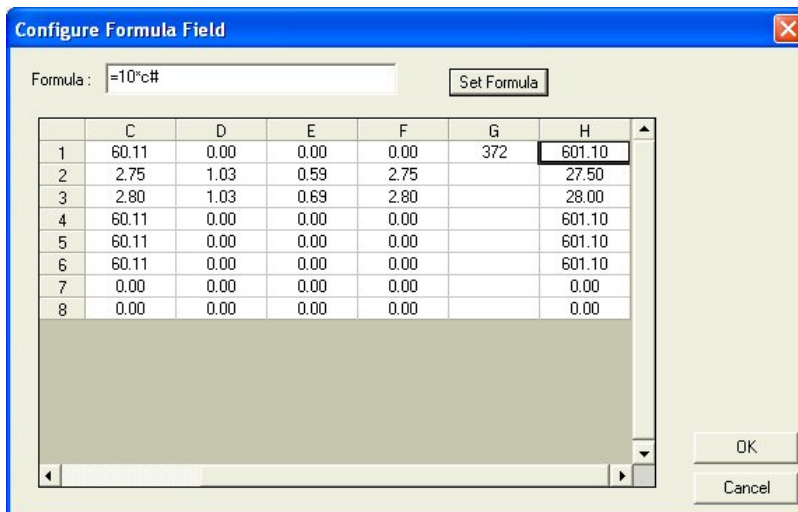 Configure Formula Field
Formula : =10*c# Set Formula
C D E F G H
1 60.11 0.00 0.00 0.00 372 601.10
2 2.75 1.03 0.59 2.75 27.50
3 2.80 1.03 0.69 2.80 28.00
4 60.11 0.00 0.00 0.00 601.10
5 60.11 0.00 0.00 0.00 601.10
6 60.11 0.00 0.00 0.00 601.10
7 0.00 0.00 0.00 0.00 0.00
8 0.00 0.00 0.00 0.00 0.00
OK
Cancel